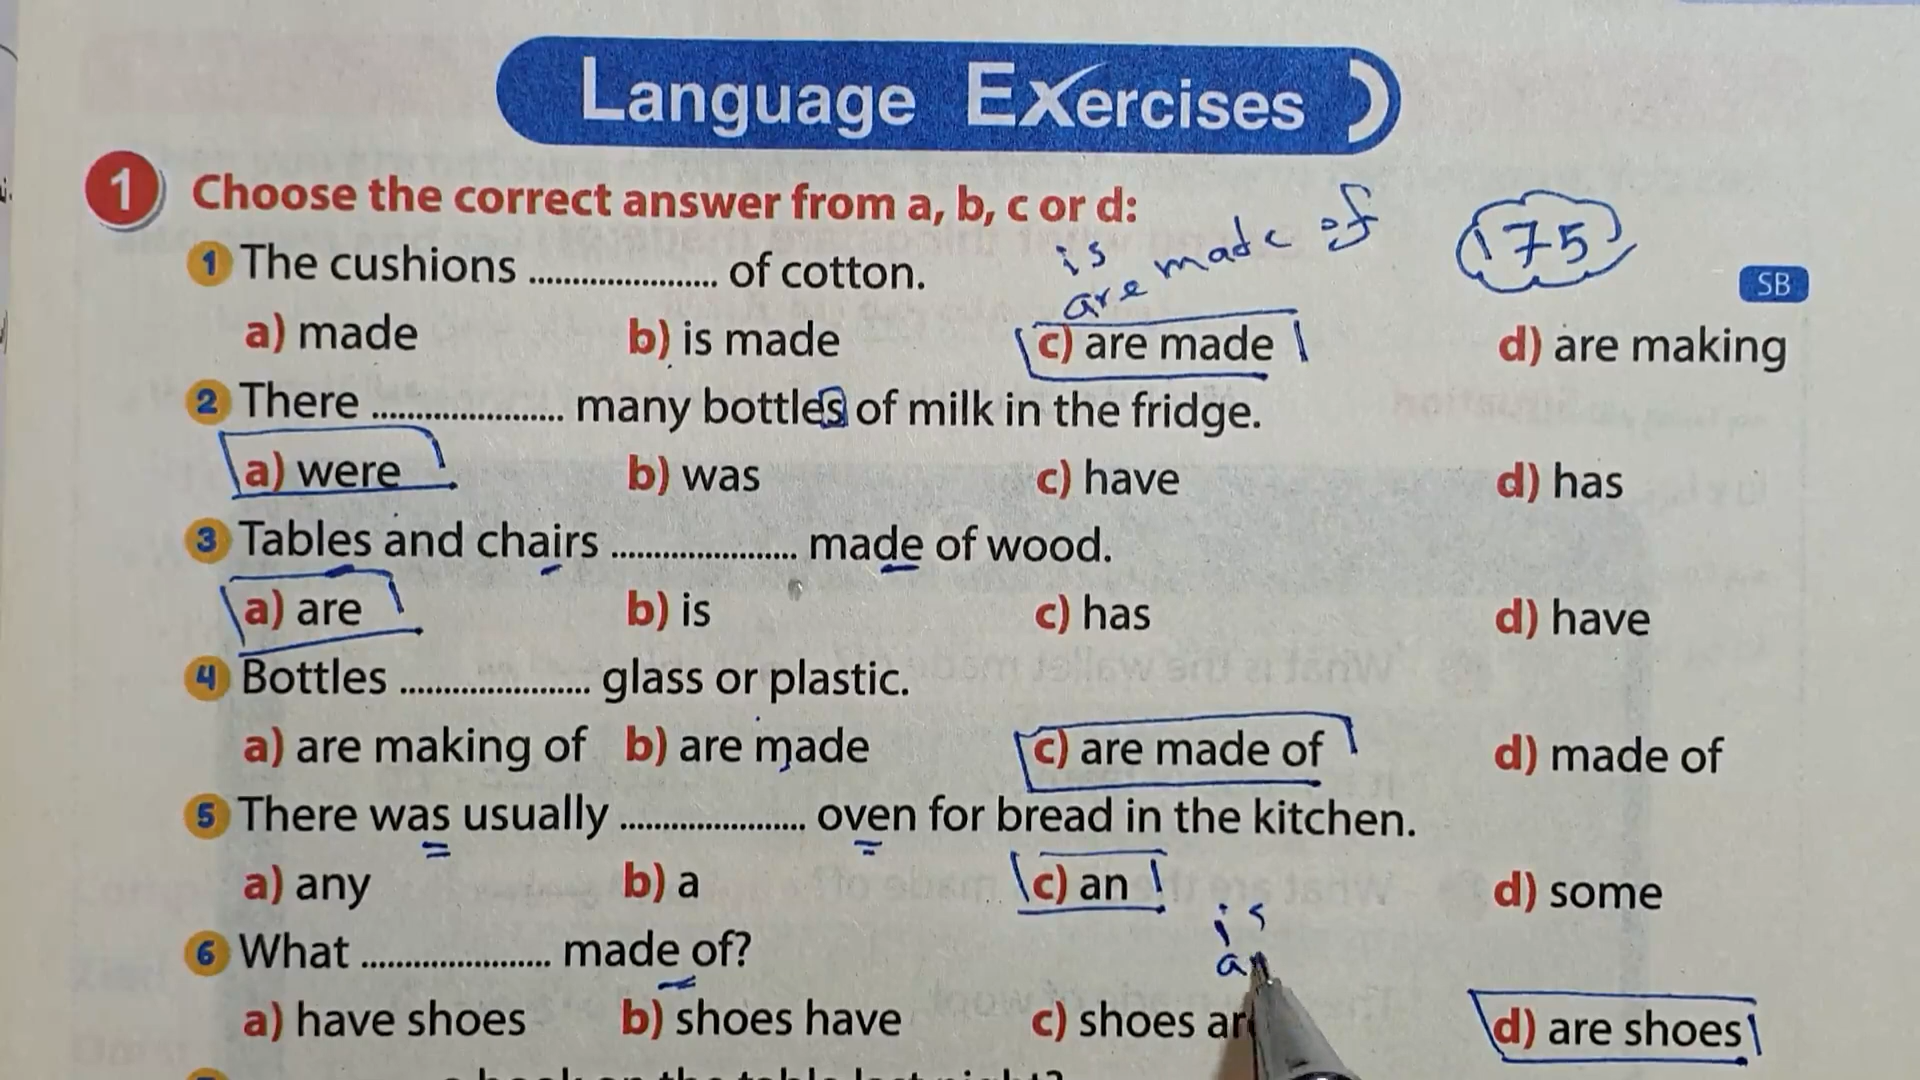 Language Exercises
1 Choose the correct answer from a, b, c or d:
is
are made of
175
1 The cushions ..................... of cotton.
SB
a) made b) is made c) are made d) are making
2 There ..................... many bottles of milk in the fridge.
a) were b) was c) have d) has
3 Tables and chairs ..................... made of wood.
a) are b) is c) has d) have
4 Bottles ..................... glass or plastic.
a) are making of b) are made c) are made of d) made of
5 There was usually ..................... oven for bread in the kitchen.
a) any b) a c) an d) some
is
6 What ..................... made of?
a) have shoes b) shoes have c) shoes d) are shoes